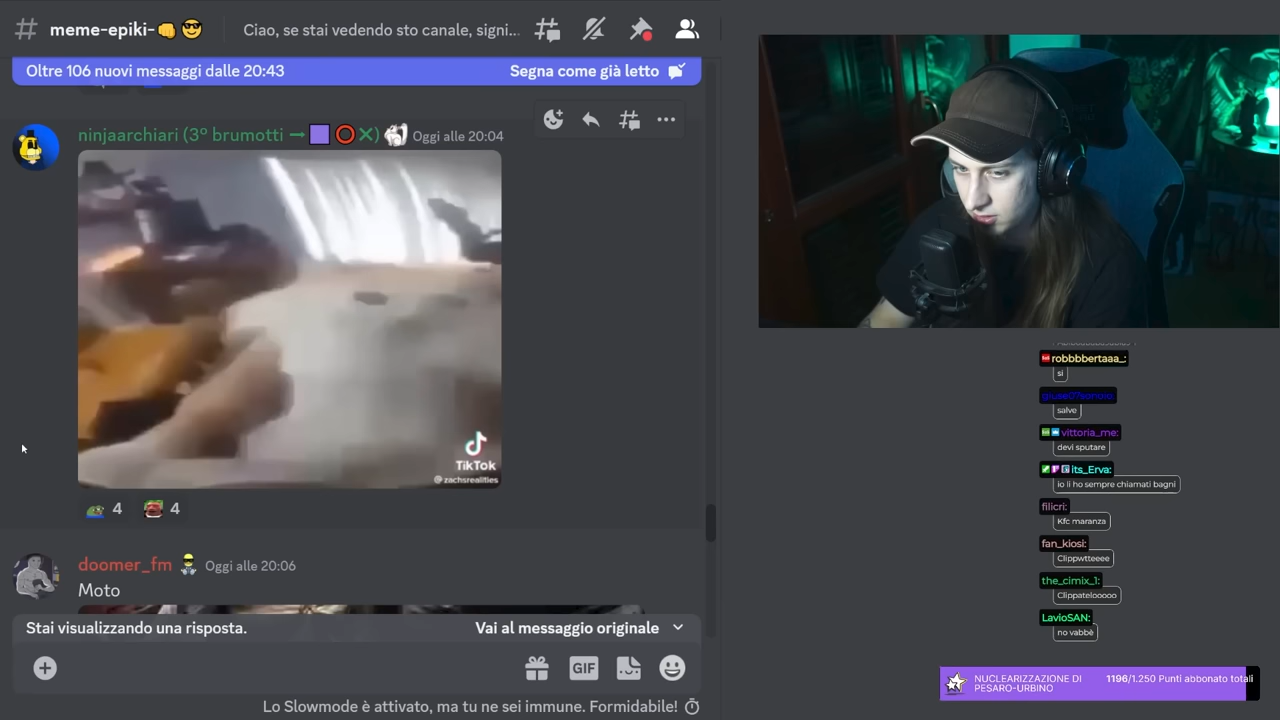 meme-epiki-👊😎
Ciao, se stai vedendo sto canale, signi...
Oltre 106 nuovi messaggi dalle 20:43
Segna come già letto
ninjaarchiari (3º brumotti → 🟪⭕❌) Oggi alle 20:04
TikTok
@ zachsrealities
4
4
doomer_fm Oggi alle 20:06
Moto
Stai visualizzando una risposta.
Vai al messaggio originale
GIF
Lo Slowmode è attivato, ma tu ne sei immune. Formidabile!
robbbbertaaa_:
si
salve
vittoria_me:
devi sputare
its_Erva:
io li ho sempre chiamati bagni
filicri:
Kfc maranza
fan_kiosi:
Clippwtteeee
the_cimix_1:
Clippatelooooo
LavioSAN:
no vabbè
NUCLEARIZZAZIONE DI
PESARO-URBINO
1196/1.250 Punti abbonato totali